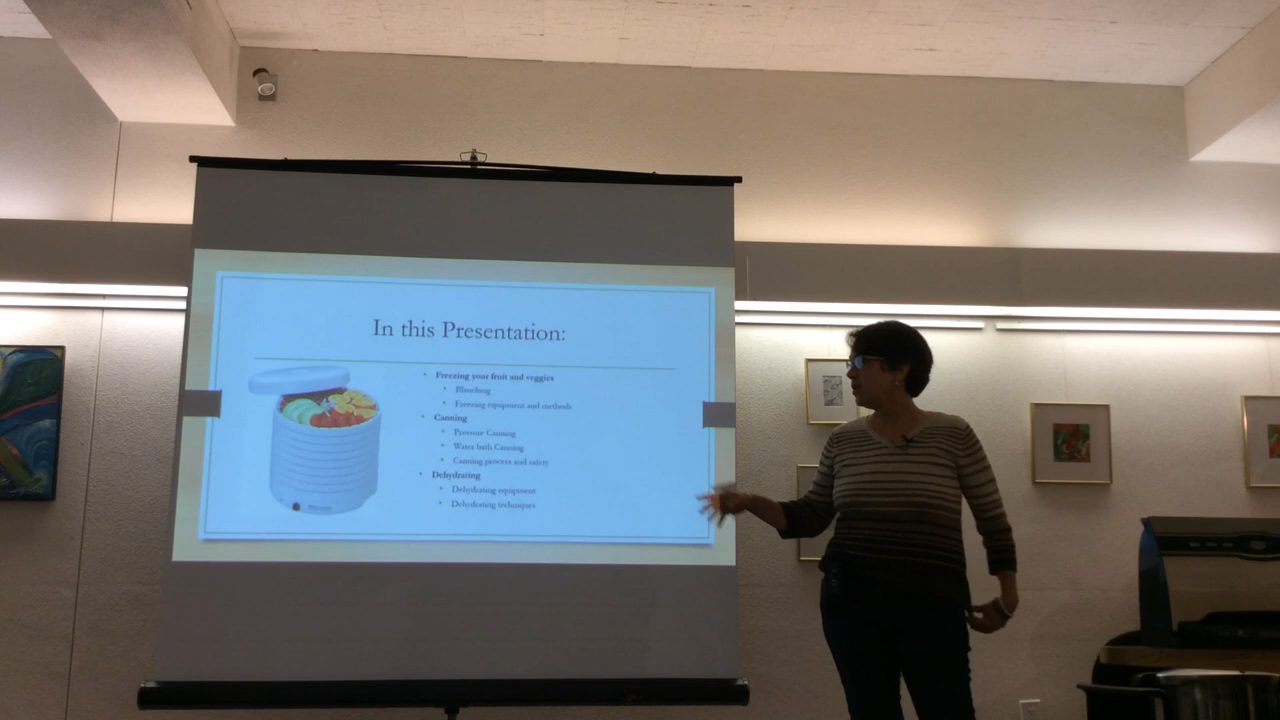 In this Presentation:
• Freezing your fruit and veggies
• Blanching
• Freezing equipment and methods
• Canning
• Pressure Canning
• Water bath Canning
• Canning process and safety
• Dehydrating
• Dehydrating equipment
• Dehydrating techniques